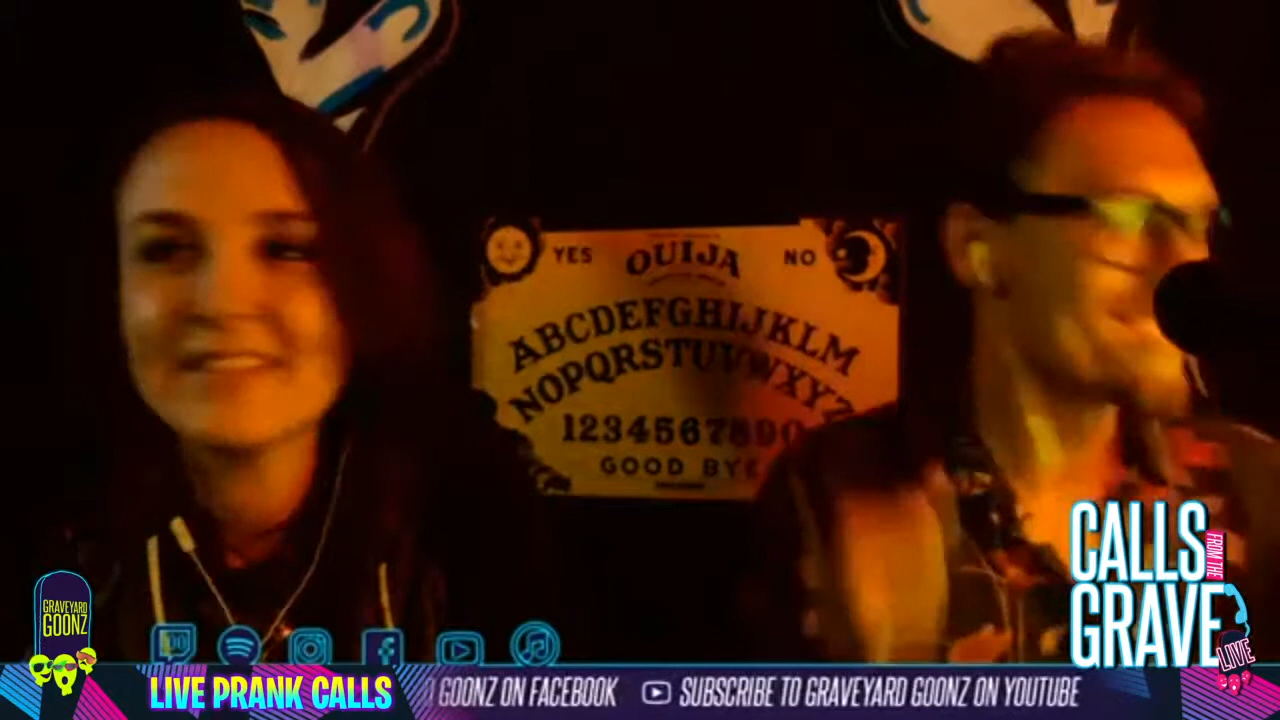 YES
OUIJA
NO
ABCDEFGHIJKLM
NOPQRSTUVWXYZ
1234567890
GOOD BYE
CALLS
FROM THE
GRAVE
LIVE
GRAVEYARD
GOONZ
LIVE PRANK CALLS
GOONZ ON FACEBOOK
SUBSCRIBE TO GRAVEYARD GOONZ ON YOUTUBE